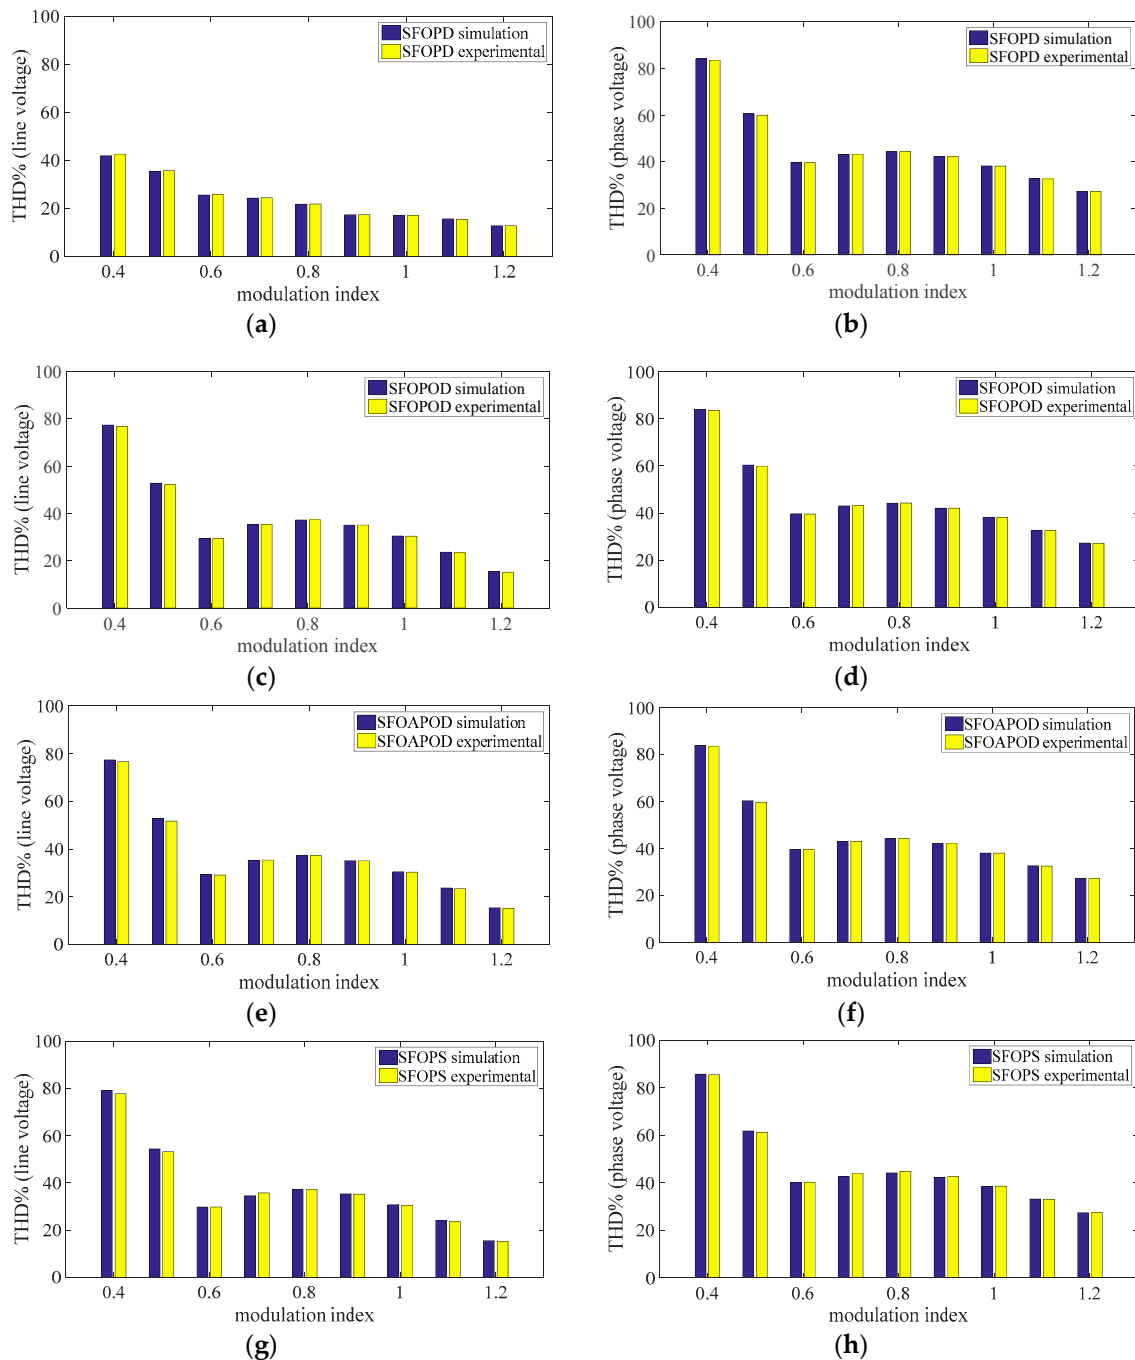 100
80
60
40
20
0
THD% (line voltage)
SFOPD simulation
SFOPD experimental
0.4 0.6 0.8 1 1.2
modulation index
(a)
100
80
60
40
20
0
THD% (phase voltage)
SFOPD simulation
SFOPD experimental
0.4 0.6 0.8 1 1.2
modulation index
(b)
100
80
60
40
20
0
THD% (line voltage)
SFOPOD simulation
SFOPOD experimental
0.4 0.6 0.8 1 1.2
modulation index
(c)
100
80
60
40
20
0
THD% (phase voltage)
SFOPOD simulation
SFOPOD experimental
0.4 0.6 0.8 1 1.2
modulation index
(d)
100
80
60
40
20
0
THD% (line voltage)
SFOAPOD simulation
SFOAPOD experimental
0.4 0.6 0.8 1 1.2
modulation index
(e)
100
80
60
40
20
0
THD% (phase voltage)
SFOAPOD simulation
SFOAPOD experimental
0.4 0.6 0.8 1 1.2
modulation index
(f)
100
80
60
40
20
0
THD% (line voltage)
SFOPS simulation
SFOPS experimental
0.4 0.6 0.8 1 1.2
modulation index
(g)
100
80
60
40
20
0
THD% (phase voltage)
SFOPS simulation
SFOPS experimental
0.4 0.6 0.8 1 1.2
modulation index
(h)